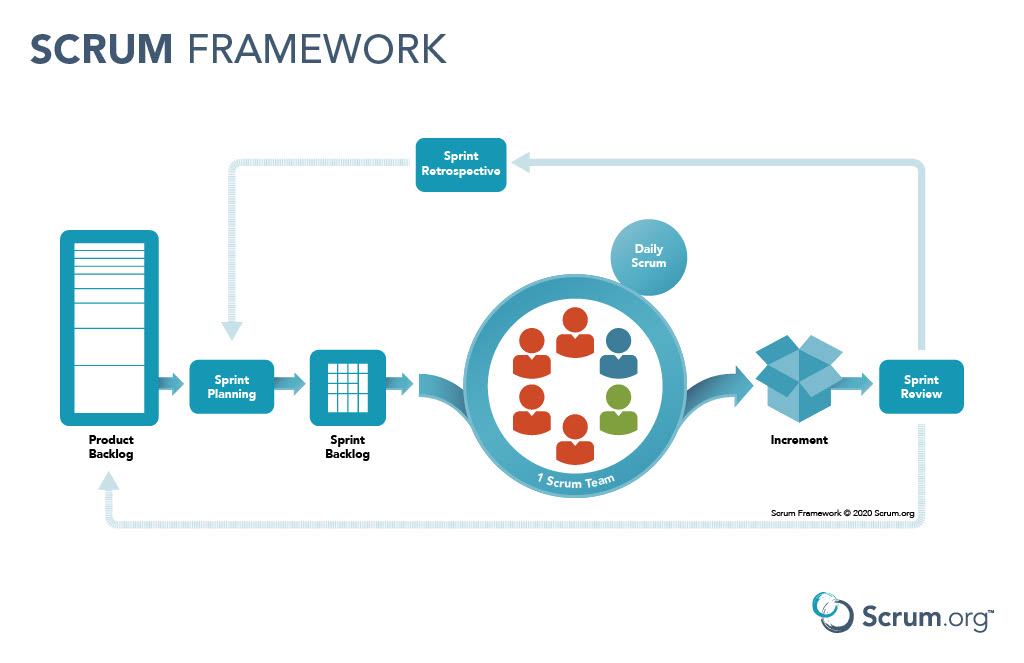 SCRUM FRAMEWORK
Sprint
Retrospective
Daily
Scrum
Sprint
Planning
Sprint
Review
Product
Backlog
Sprint
Backlog
1 Scrum Team
Increment
Scrum Framework © 2020 Scrum.org
Scrum.org™